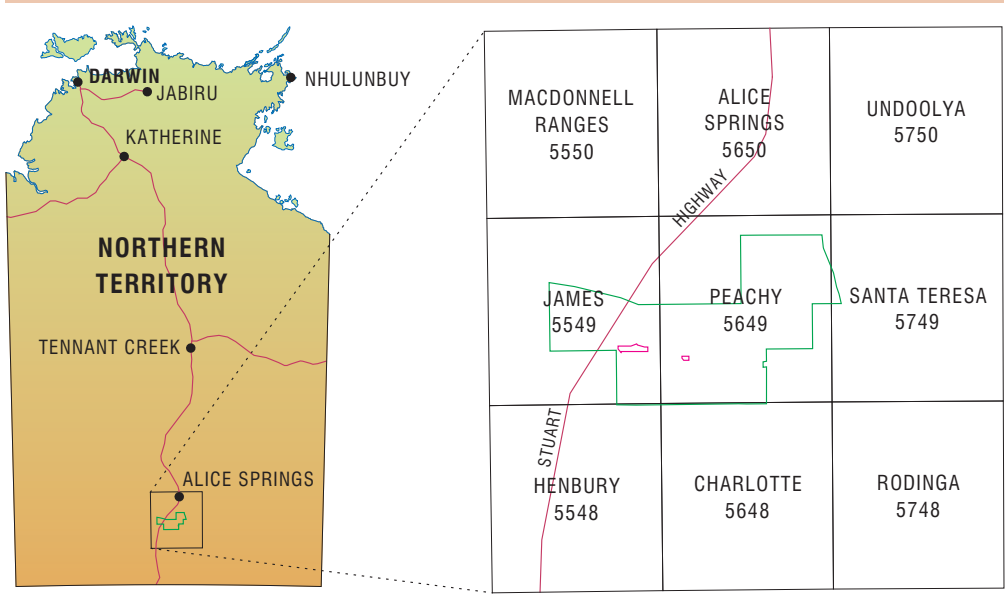 DARWIN
JABIRU
NHULUNBUY
KATHERINE
NORTHERN
TERRITORY
TENNANT CREEK
ALICE SPRINGS
MACDONNELL
RANGES
5550
ALICE
SPRINGS
5650
UNDOOLYA
5750
HIGHWAY
JAMES
5549
PEACHY
5649
SANTA TERESA
5749
STUART
HENBURY
5548
CHARLOTTE
5648
RODINGA
5748